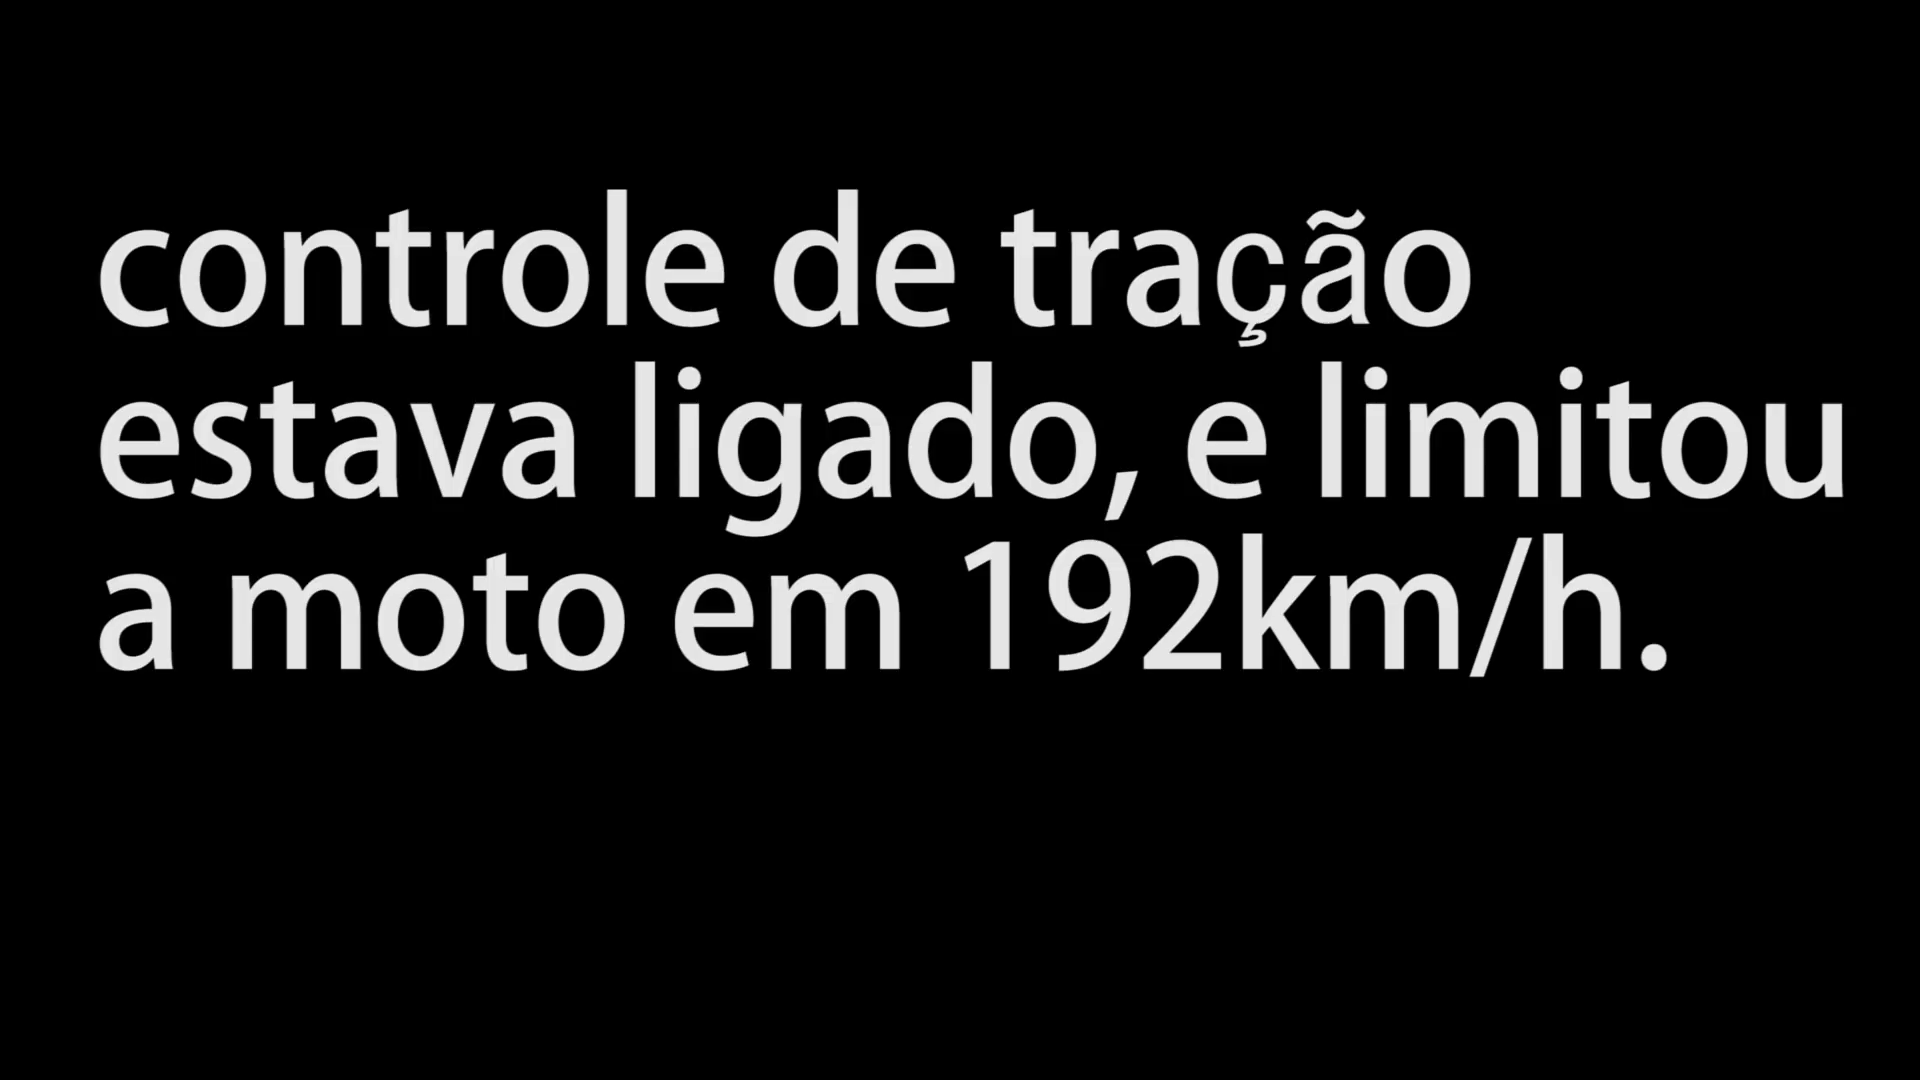 controle de tração
estava ligado, e limitou
a moto em 192km/h.